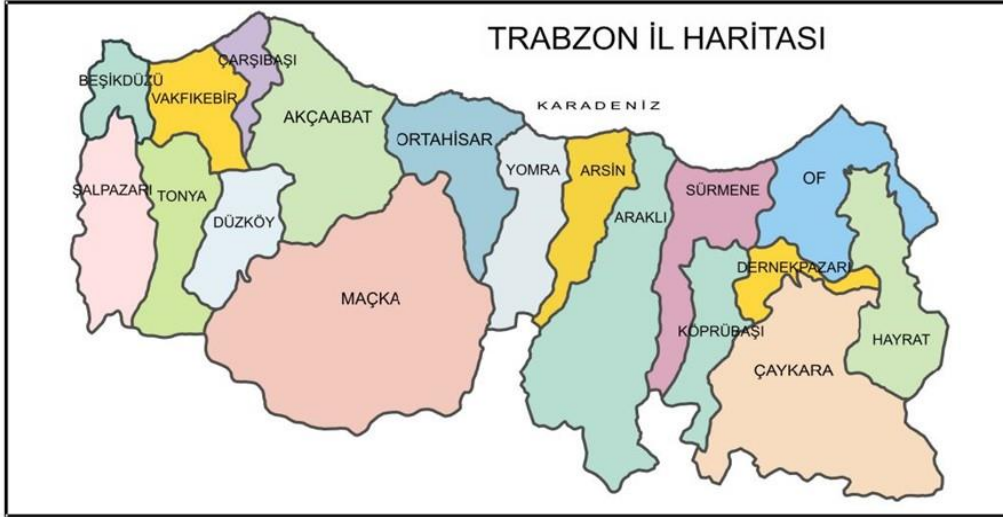 TRABZON İL HARİTASI
KARADENİZ
BEŞİKDÜZÜ
VAKFIKEBİR
ÇARŞIBAŞI
AKÇAABAT
ORTAHİSAR
YOMRA
ARSİN
ARAKLI
SÜRMENE
OF
ŞALPAZARI
TONYA
DÜZKÖY
MAÇKA
DERNEKPAZARI
KÖPRÜBAŞI
HAYRAT
ÇAYKARA